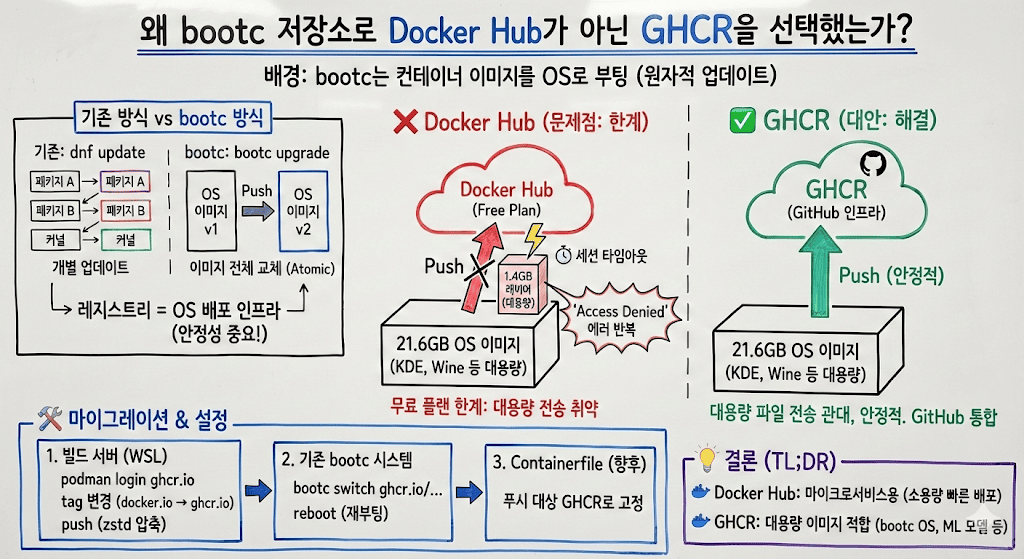 왜 bootc 저장소로 Docker Hub가 아닌 GHCR을 선택했는가?
배경: bootc는 컨테이너 이미지를 OS로 부팅 (원자적 업데이트)
기존 방식 vs bootc 방식
기존: dnf update
패키지 A
패키지 A
패키지 B
패키지 B
커널
커널
개별 업데이트
bootc: bootc upgrade
OS
이미지
v1
Push
OS
이미지
v2
이미지 전체 교체 (Atomic)
레지스트리 = OS 배포 인프라
(안정성 중요!)
Docker Hub (문제점: 한계)
Docker Hub
(Free Plan)
Push
세션 타임아웃
1.4GB
레이어
(대용량)
'Access Denied'
에러 반복
21.6GB OS 이미지
(KDE, Wine 등 대용량)
무료 플랜 한계: 대용량 전송 취약
GHCR (대안: 해결)
GHCR
(GitHub 인프라)
Push (안정적)
21.6GB OS 이미지
(KDE, Wine 등 대용량)
대용량 파일 전송 관대, 안정적. GitHub 통합
마이그레이션 & 설정
1. 빌드 서버 (WSL)
podman login ghcr.io
tag 변경 (docker.io → ghcr.io)
push (zstd 압축)
2. 기존 bootc 시스템
bootc switch ghcr.io/...
reboot (재부팅)
3. Containerfile (향후)
푸시 대상 GHCR로 고정
결론 (TL;DR)
Docker Hub: 마이크로서비스용 (소용량 빠른 배포)
GHCR: 대용량 이미지 적합 (bootc OS, ML 모델 등)